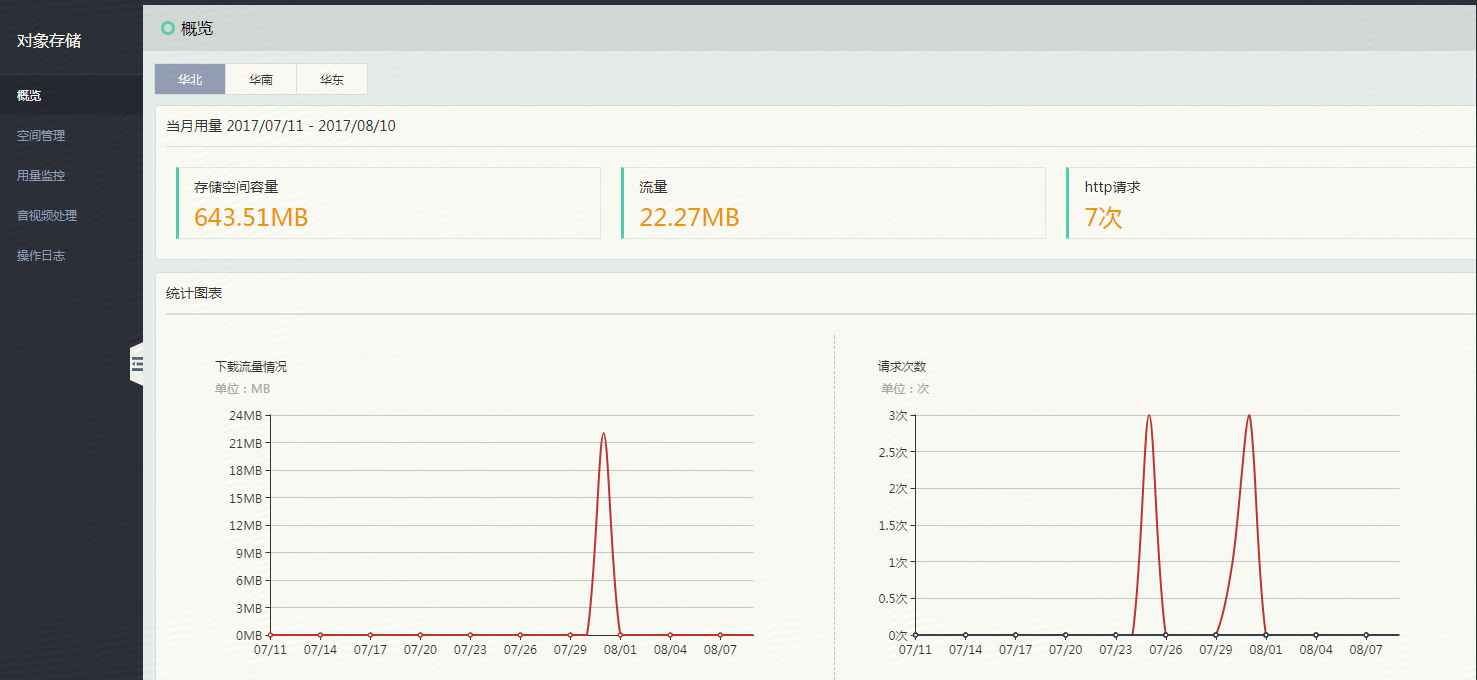 对象存储
概览
空间管理
用量监控
音视频处理
操作日志
概览
华北 华南 华东
当月用量 2017/07/11 - 2017/08/10
存储空间容量
643.51MB
流量
22.27MB
http请求
7次
统计图表
下载流量情况
单位：MB
24MB
21MB
18MB
15MB
12MB
9MB
6MB
3MB
0MB
07/11 07/14 07/17 07/20 07/23 07/26 07/29 08/01 08/04 08/07
请求次数
单位：次
3次
2.5次
2次
1.5次
1次
0.5次
0次
07/11 07/14 07/17 07/20 07/23 07/26 07/29 08/01 08/04 08/07